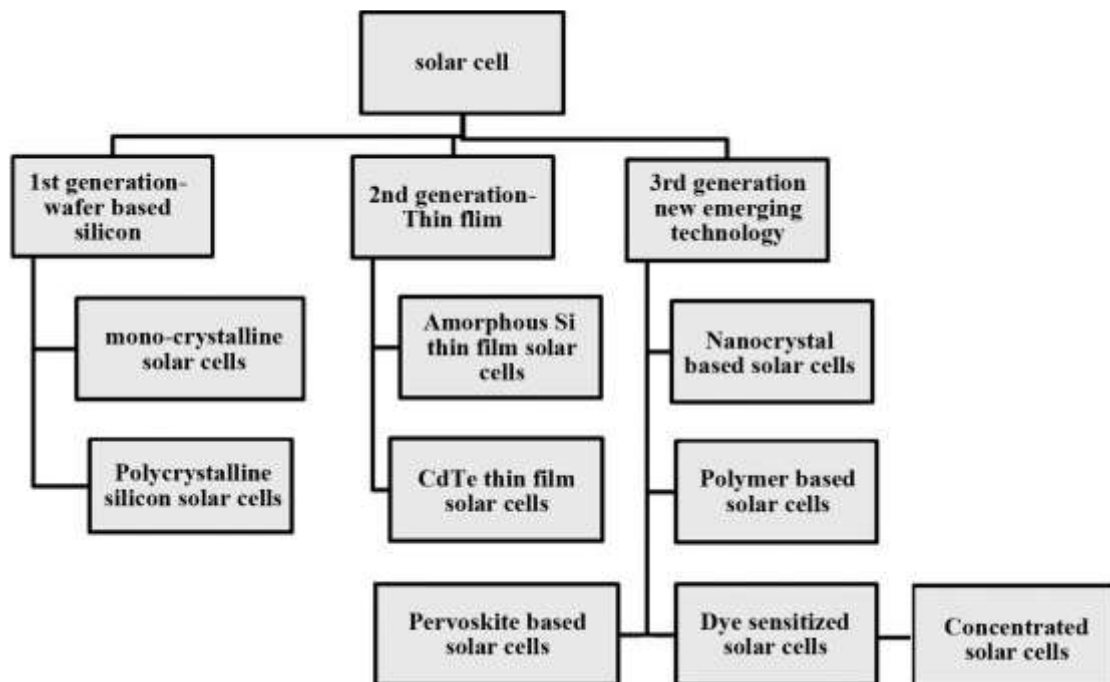 solar cell
1st generation-
wafer based
silicon
2nd generation-
Thin flim
3rd generation
new emerging
technology
mono-crystalline
solar cells
Amorphous Si
thin film solar
cells
Nanocrystal
based solar cells
Polycrystalline
silicon solar cells
CdTe thin film
solar cells
Polymer based
solar cells
Pervoskite based
solar cells
Dye sensitized
solar cells
Concentrated
solar cells